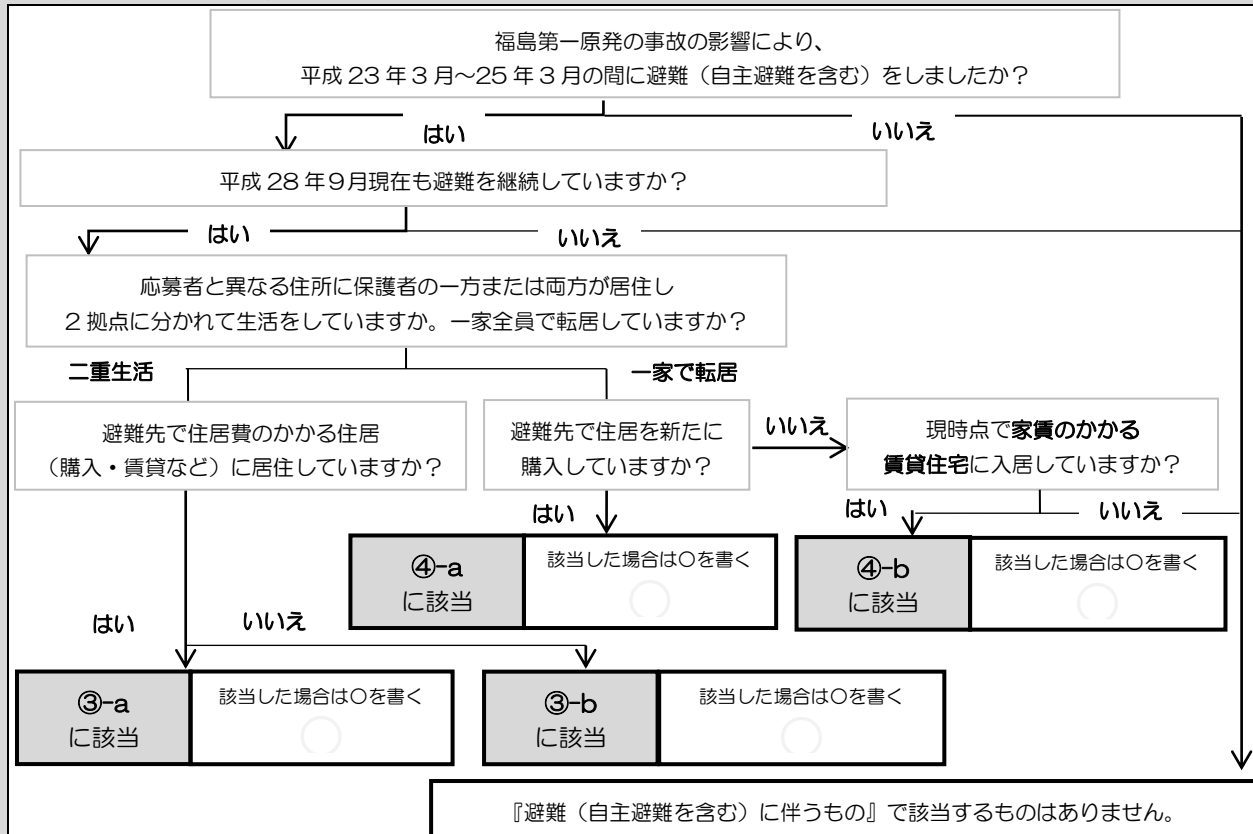 福島第一原発の事故の影響により、
平成 23 年 3 月～25 年 3 月の間に避難（自主避難を含む）をしましたか？
はい
いいえ
平成 28 年９月現在も避難を継続していますか？
はい
いいえ
応募者と異なる住所に保護者の一方または両方が居住し
２拠点に分かれて生活をしていますか。一家全員で転居していますか？
二重生活
一家で転居
避難先で住居費のかかる住居
（購入・賃貸など）に居住していますか？
避難先で住居を新たに
購入していますか？
いいえ
現時点で家賃のかかる
賃貸住宅に入居していますか？
はい
はい
いいえ
④-a
に該当
該当した場合は〇を書く
④-b
に該当
該当した場合は〇を書く
はい
いいえ
③-a
に該当
該当した場合は〇を書く
③-b
に該当
該当した場合は〇を書く
『避難（自主避難を含む）に伴うもの』で該当するものはありません。